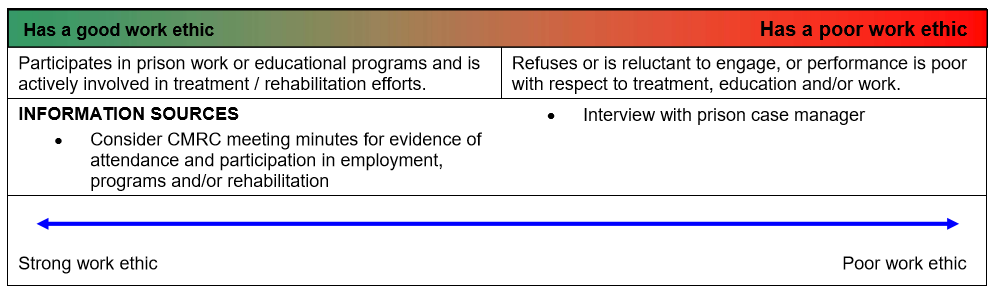 Has a good work ethic
Has a poor work ethic
Participates in prison work or educational programs and is
actively involved in treatment / rehabilitation efforts.
Refuses or is reluctant to engage, or performance is poor
with respect to treatment, education and/or work.
INFORMATION SOURCES
• Consider CMRC meeting minutes for evidence of
attendance and participation in employment,
programs and/or rehabilitation
• Interview with prison case manager
Strong work ethic
Poor work ethic